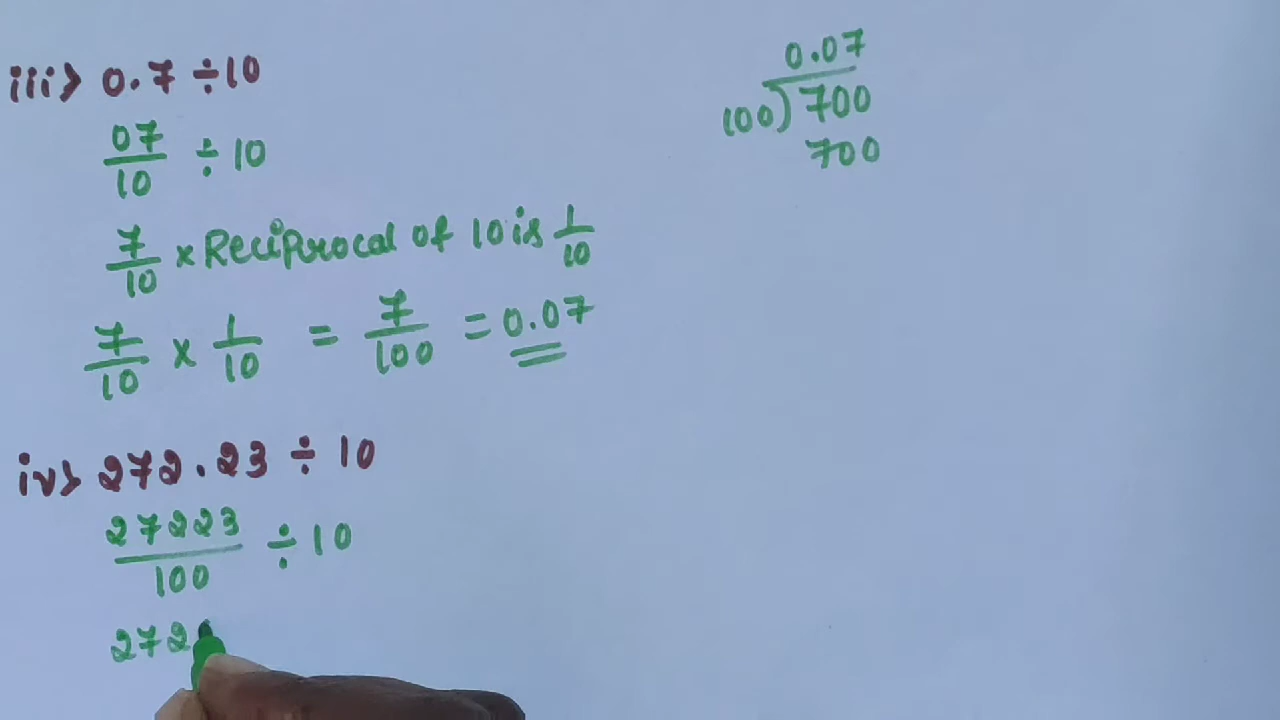 iii> 0.7 ÷ 10
07/10 ÷ 10
7/10 × Reciprocal of 10 is 1/10
7/10 × 1/10 = 7/100 = 0.07
iv> 272.23 ÷ 10
27223/100 ÷ 10
272
0.07
100)700
700